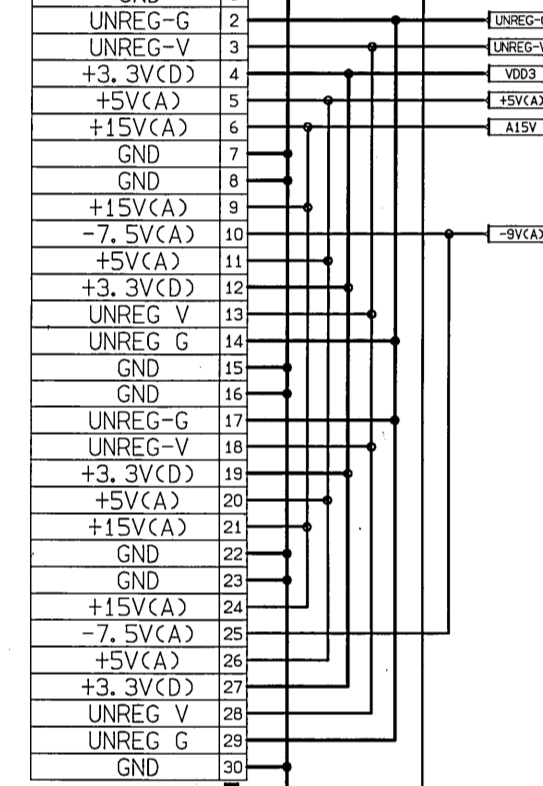 GND
UNREG-G 2 UNREG-G
UNREG-V 3 UNREG-V
+3.3V(D) 4 VDD3
+5V(A) 5 +5V(A)
+15V(A) 6 A15V
GND 7
GND 8
+15V(A) 9
-7.5V(A) 10 -9V(A)
+5V(A) 11
+3.3V(D) 12
UNREG V 13
UNREG G 14
GND 15
GND 16
UNREG-G 17
UNREG-V 18
+3.3V(D) 19
+5V(A) 20
+15V(A) 21
GND 22
GND 23
+15V(A) 24
-7.5V(A) 25
+5V(A) 26
+3.3V(D) 27
UNREG V 28
UNREG G 29
GND 30